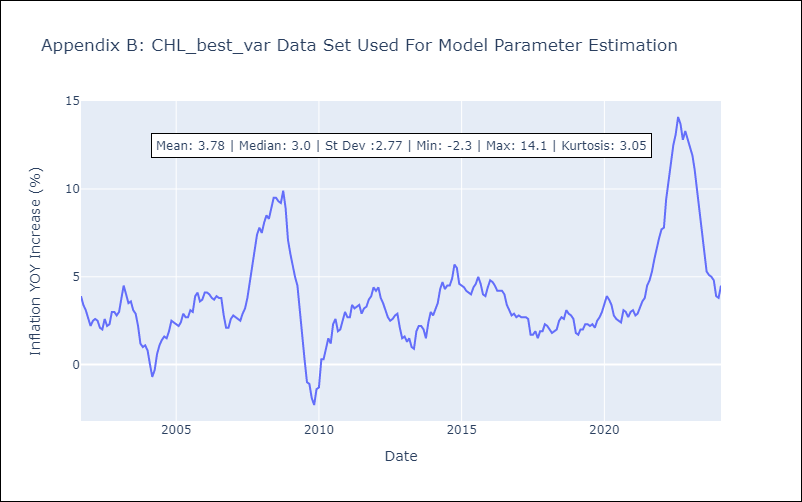 Appendix B: CHL_best_var Data Set Used For Model Parameter Estimation
15
Mean: 3.78 | Median: 3.0 | St Dev :2.77 | Min: -2.3 | Max: 14.1 | Kurtosis: 3.05
10
5
0
Inflation YOY Increase (%)
2005
2010
2015
2020
Date